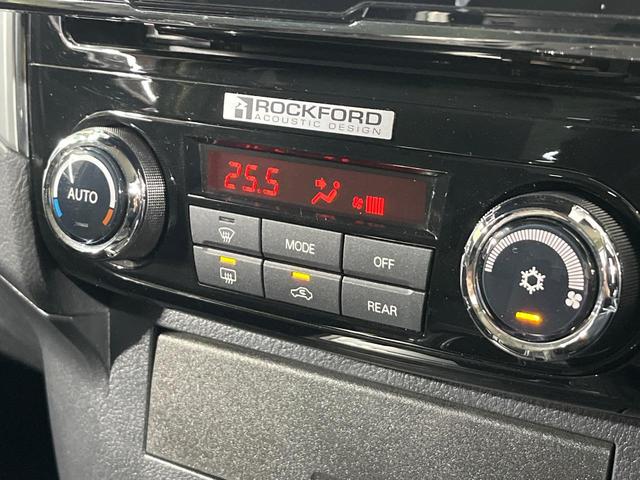 ROCKFORD
ACOUSTIC DESIGN
AUTO
25.5
MODE
OFF
REAR